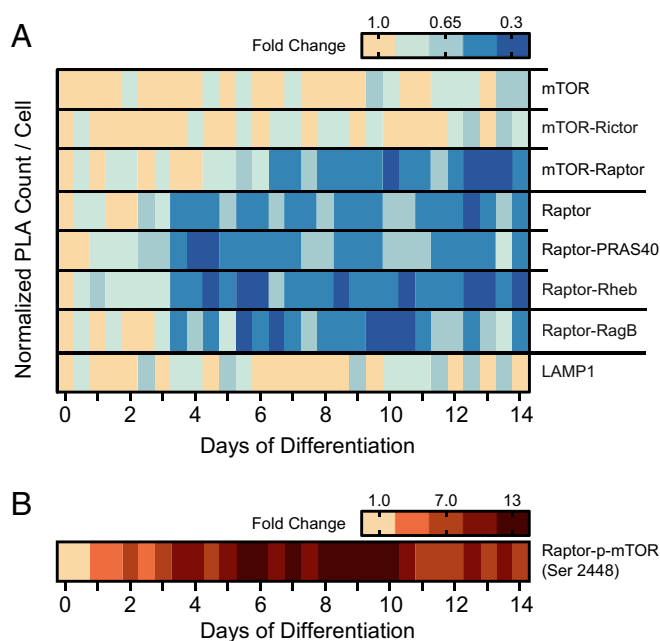 A
Fold Change
1.0 0.65 0.3
Normalized PLA Count / Cell
mTOR
mTOR-Rictor
mTOR-Raptor
Raptor
Raptor-PRAS40
Raptor-Rheb
Raptor-RagB
LAMP1
0 2 4 6 8 10 12 14
Days of Differentiation
B
Fold Change
1.0 7.0 13
Raptor-p-mTOR
(Ser 2448)
0 2 4 6 8 10 12 14
Days of Differentiation